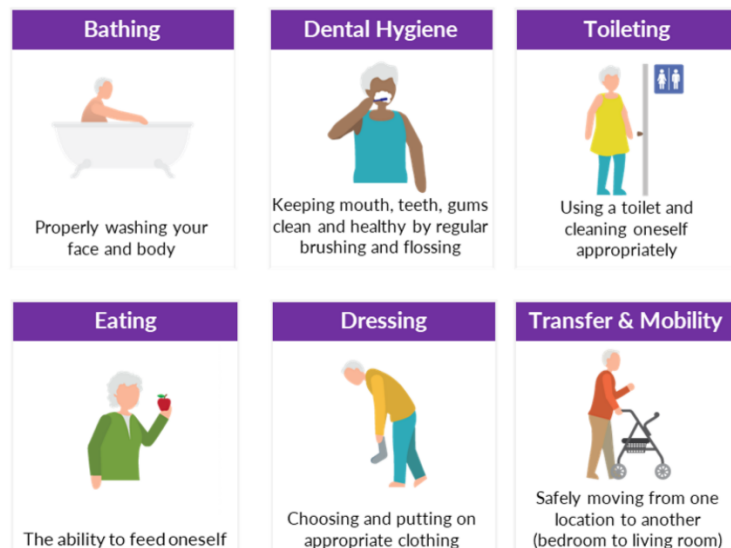 Bathing
Properly washing your
face and body
Dental Hygiene
Keeping mouth, teeth, gums
clean and healthy by regular
brushing and flossing
Toileting
Using a toilet and
cleaning oneself
appropriately
Eating
The ability to feed oneself
Dressing
Choosing and putting on
appropriate clothing
Transfer & Mobility
Safely moving from one
location to another
(bedroom to living room)